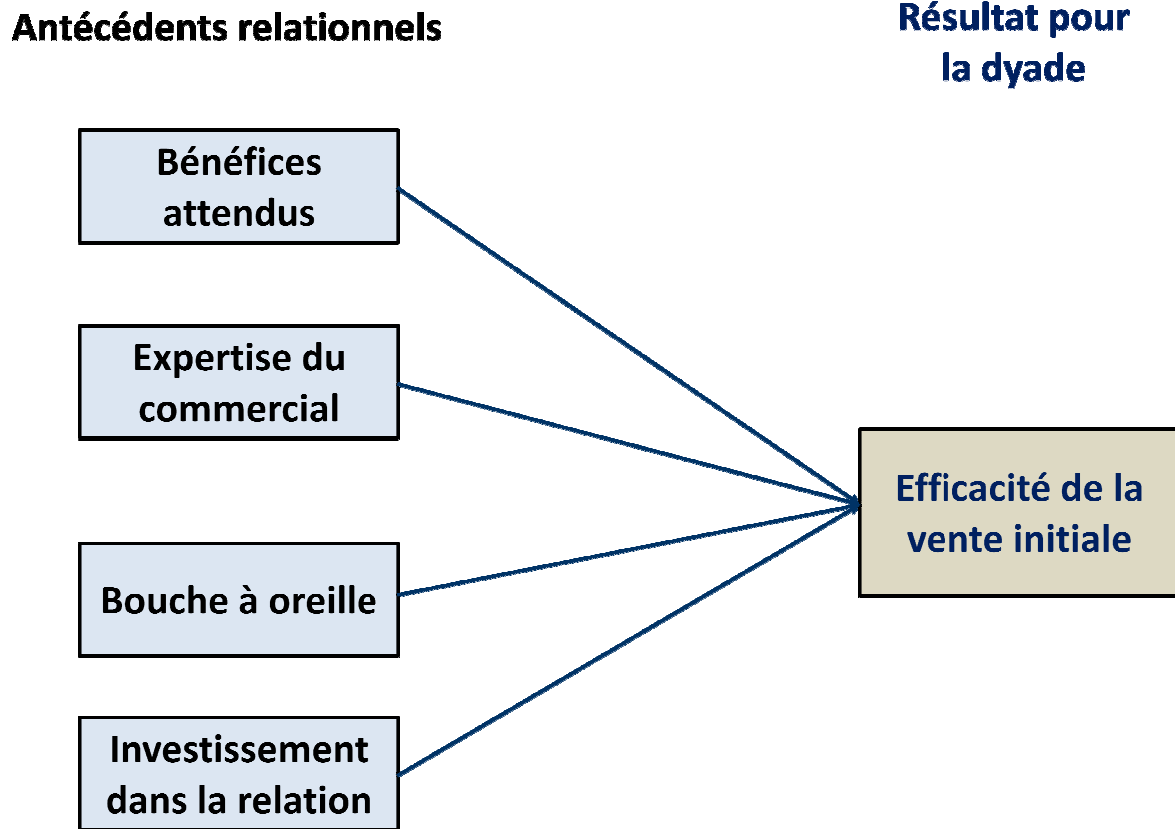 Antécédents relationnels
Résultat pour
la dyade
Bénéfices
attendus
Expertise du
commercial
Bouche à oreille
Investissement
dans la relation
Efficacité de la
vente initiale